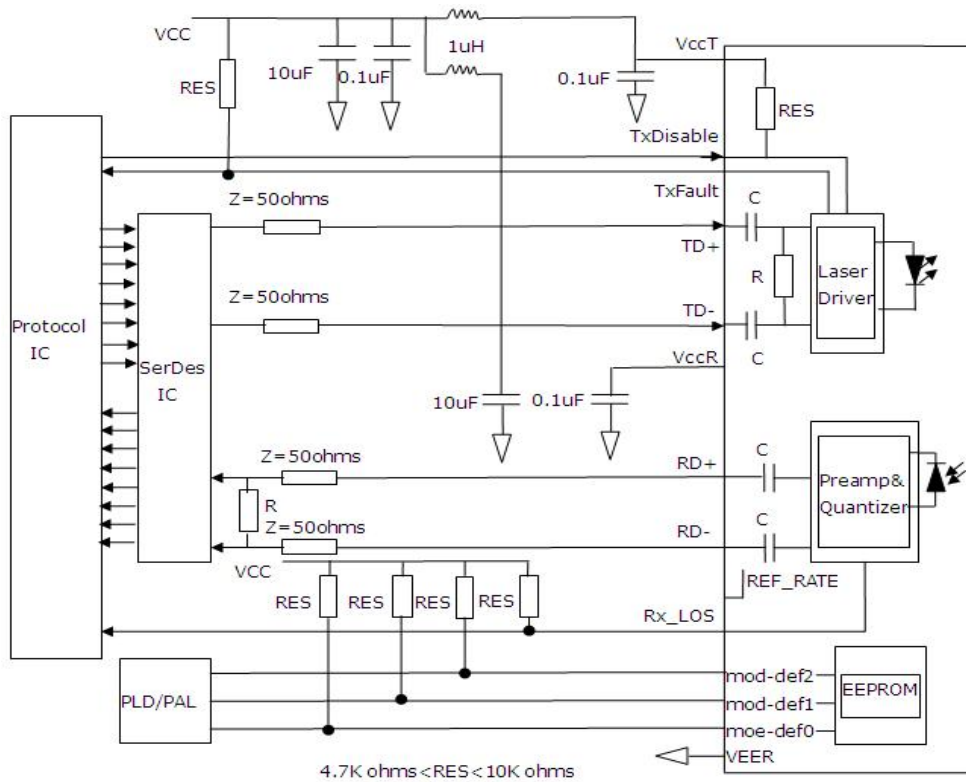 VCC
1uH
VccT
RES
10uF
0.1uF
0.1uF
RES
TxDisable
TxFault
Z=50ohms
C
TD+
R
Laser
Driver
Z=50ohms
TD-
C
Protocol
IC
SerDes
IC
VccR
10uF
0.1uF
Z=50ohms
RD+
C
Preamp&
Quantizer
R
Z=50ohms
RD-
C
VCC
REF_RATE
RES
RES
RES
RES
Rx_LOS
PLD/PAL
mod-def2
mod-def1
moe-def0
EEPROM
VEER
4.7K ohms<RES<10K ohms